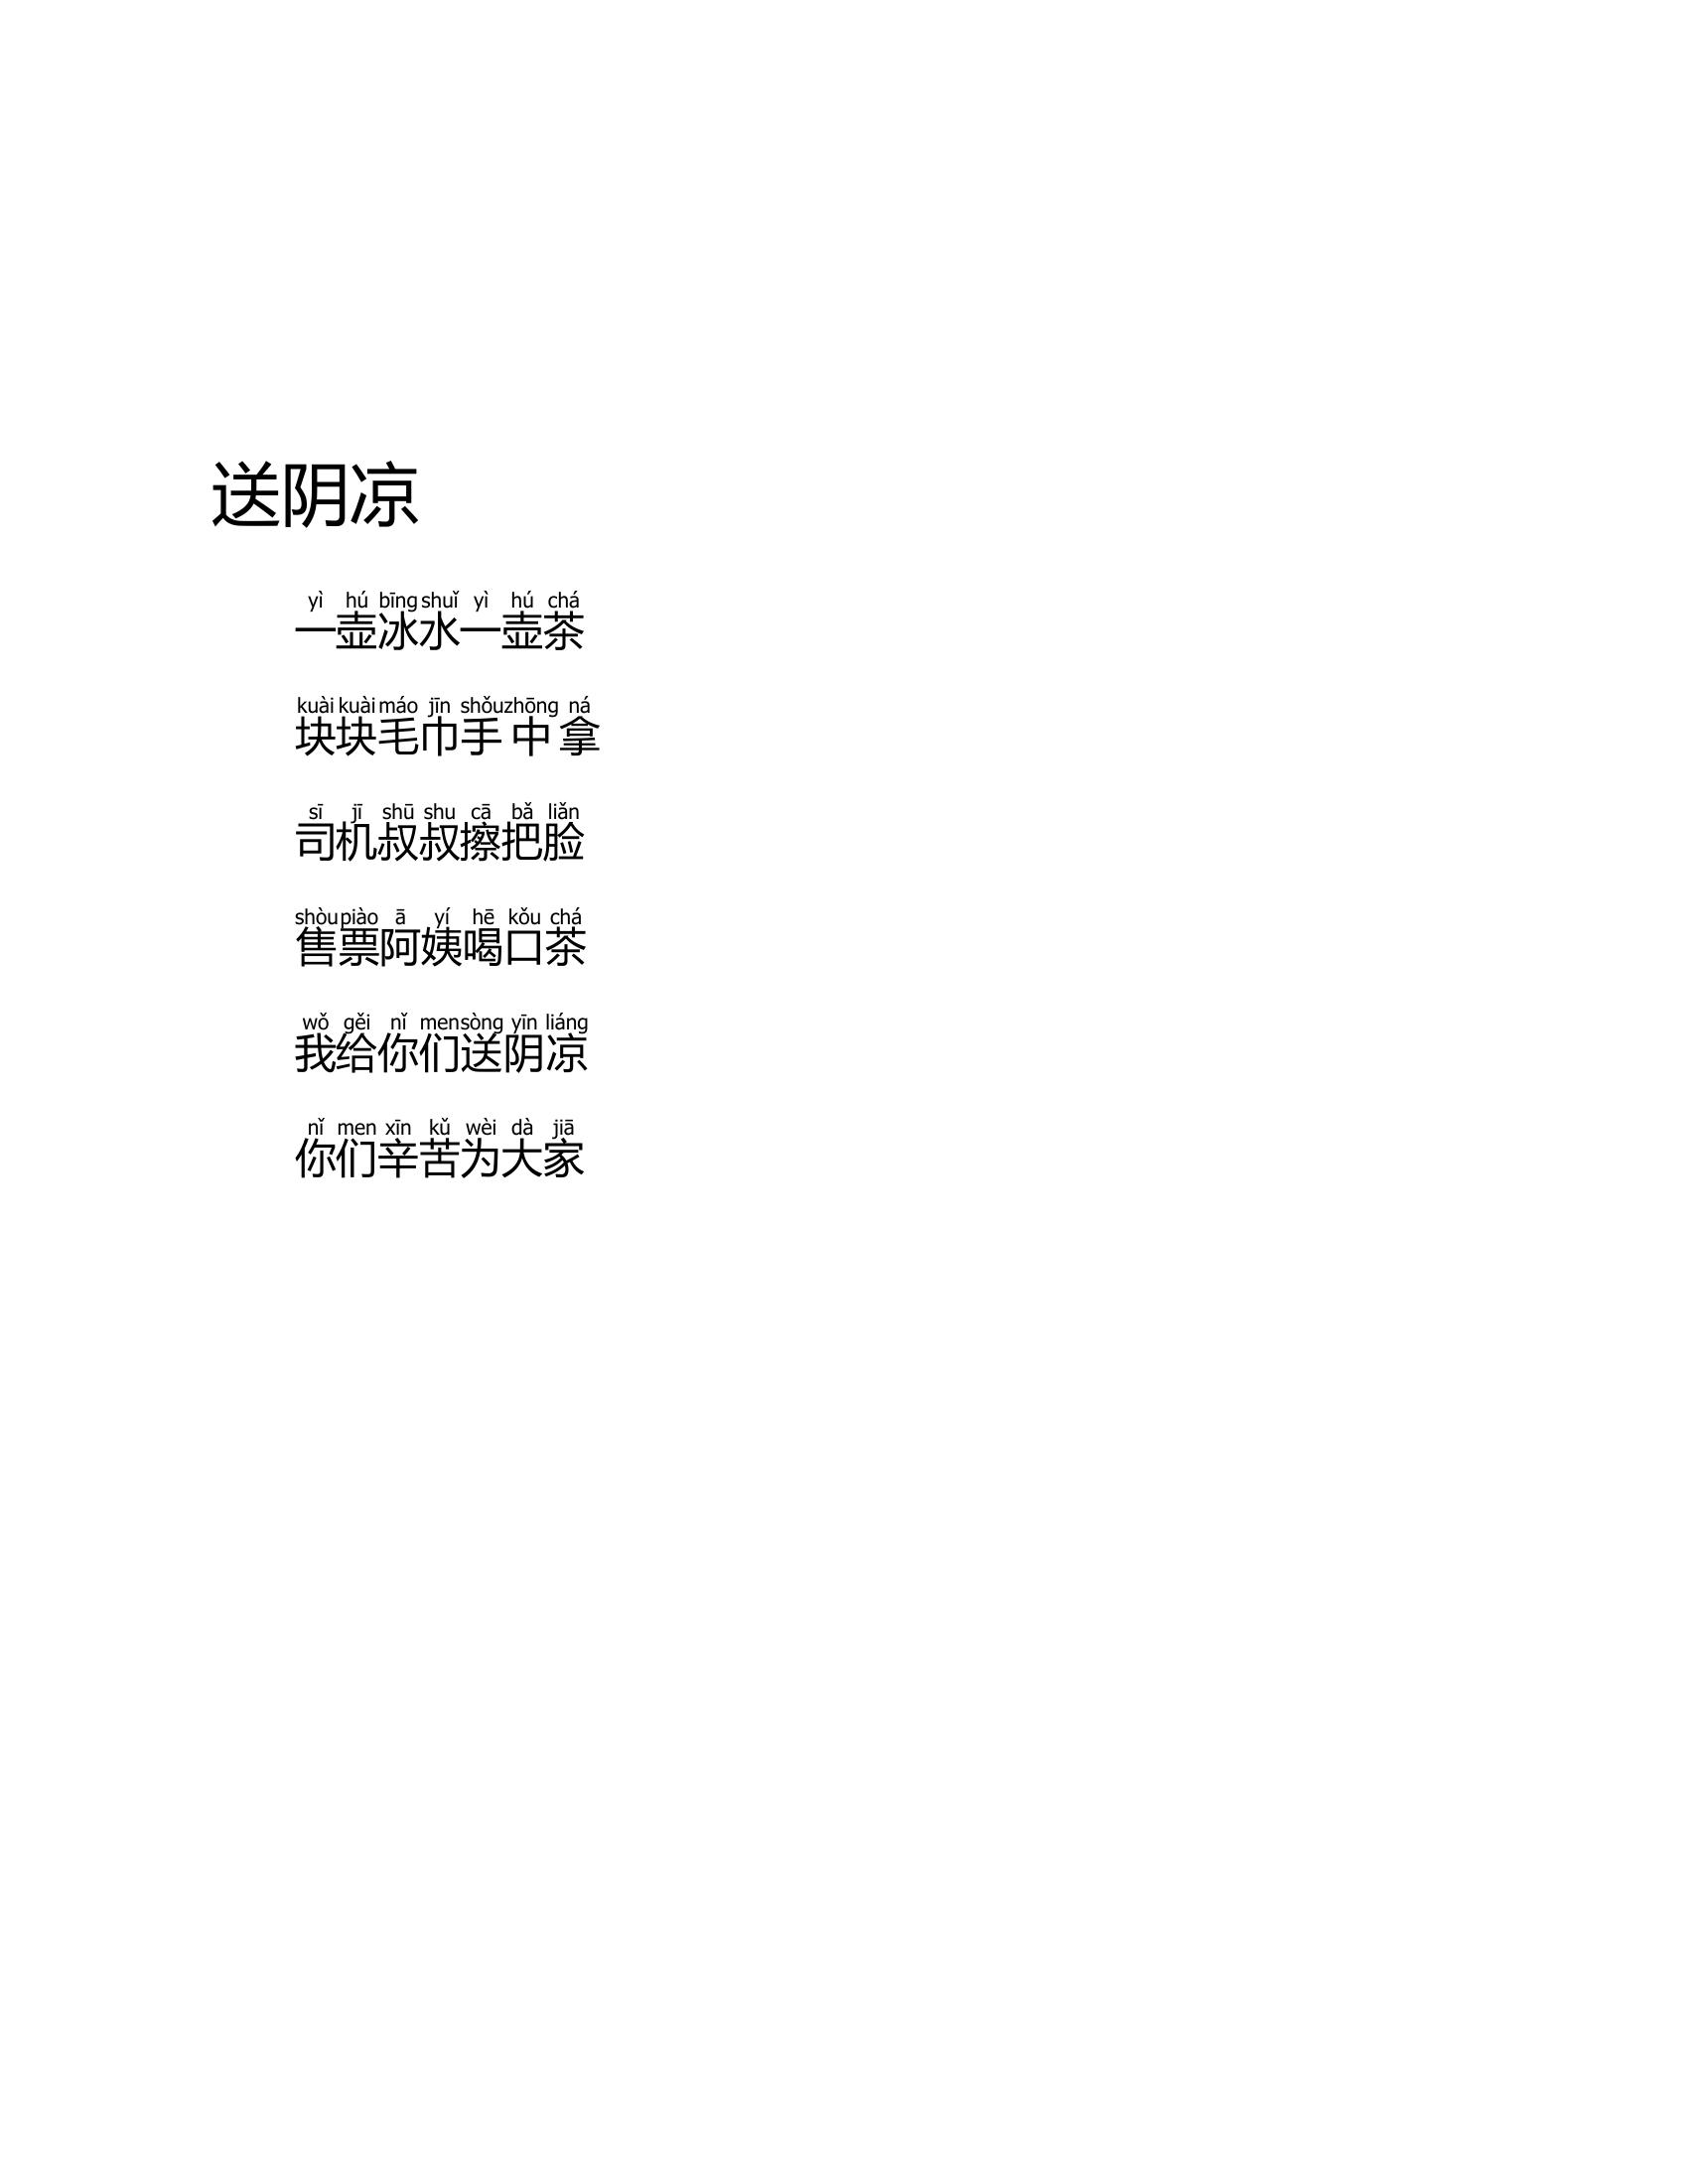 送阴凉
yì hú bīng shuǐ yì hú chá
一壶冰水一壶茶
kuài kuài máo jīn shǒu zhōng ná
块块毛巾手中拿
sī jī shū shu cā bǎ liǎn
司机叔叔擦把脸
shòu piào ā yí hē kǒu chá
售票阿姨喝口茶
wǒ gěi nǐ men sòng yīn liáng
我给你们送阴凉
nǐ men xīn kǔ wèi dà jiā
你们辛苦为大家